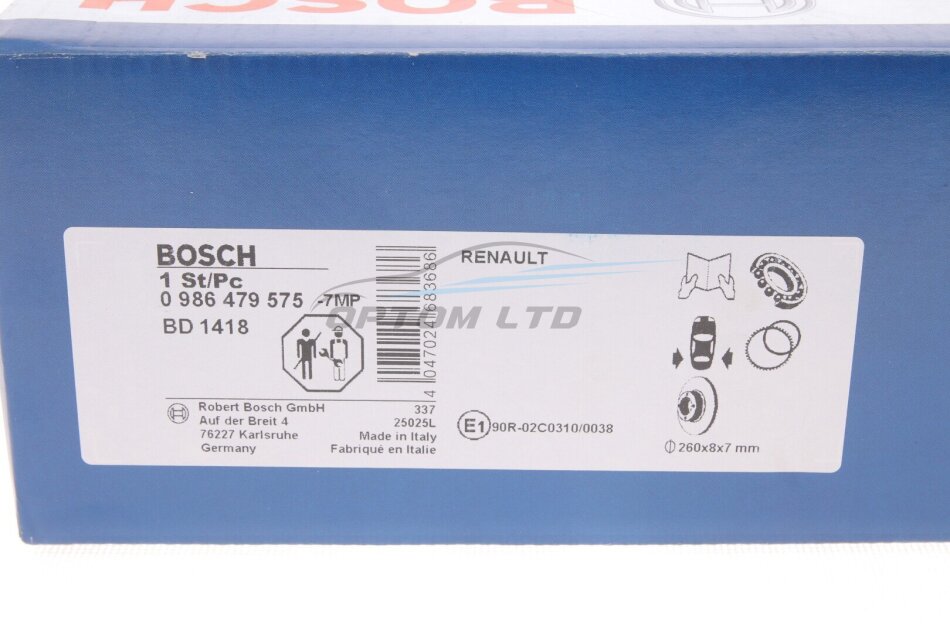 BOSCH
BOSCH
1 St/Pc
0 986 479 575 -7MP
BD 1418
RENAULT
OPTOM LTD
Robert Bosch GmbH
Auf der Breit 4
76227 Karlsruhe
Germany
337
25025L
Made in Italy
Fabriqué en Italie
E1 90R-02C0310/0038
260x8x7 mm